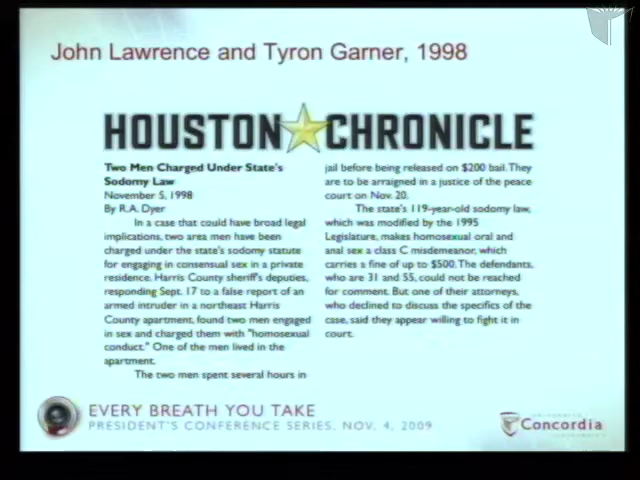 John Lawrence and Tyron Garner, 1998
HOUSTON CHRONICLE
Two Men Charged Under State's
Sodomy Law
November 5, 1998
By R.A. Dyer
In a case that could have broad legal
implications, two area men have been
charged under the state's sodomy statute
for engaging in consensual sex in a private
residence. Harris County sheriff's deputies,
responding Sept. 17 to a false report of an
armed intruder in a northeast Harris
County apartment, found two men engaged
in sex and charged them with "homosexual
conduct." One of the men lived in the
apartment.
The two men spent several hours in
jail before being released on $200 bail. They
are to be arraigned in a justice of the peace
court on Nov. 20.
The state's 119-year-old sodomy law,
which was modified by the 1995
Legislature, makes homosexual oral and
anal sex a class C misdemeanor, which
carries a fine of up to $500. The defendants,
who are 31 and 55, could not be reached
for comment. But one of their attorneys,
who declined to discuss the specifics of the
case, said they appear willing to fight it in
court.
EVERY BREATH YOU TAKE
PRESIDENT'S CONFERENCE SERIES, NOV. 4, 2009
Concordia